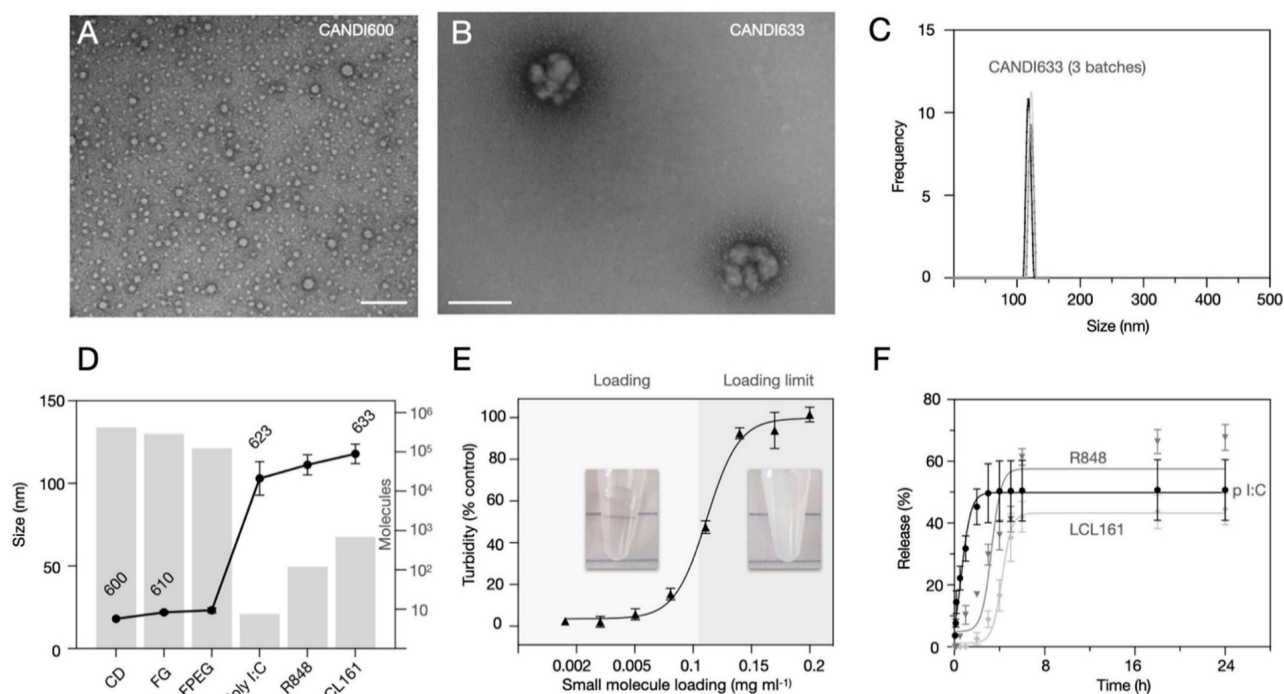 A
CANDI600
B
CANDI633
C
15
10
5
0
Frequency
CANDI633 (3 batches)
100
200
300
400
500
Size (nm)
D
150
100
50
0
Size (nm)
600
610
623
633
10⁶
10⁵
10⁴
10³
10²
10
Molecules
CD
FG
R848
E
Loading
Loading limit
100
80
60
40
20
0
Turbidity (% control)
0.002
0.005
0.1
0.15
0.2
Small molecule loading (mg ml⁻¹)
F
80
60
40
20
0
Release (%)
R848
p I:C
LCL161
0
8
16
24
Time (h)